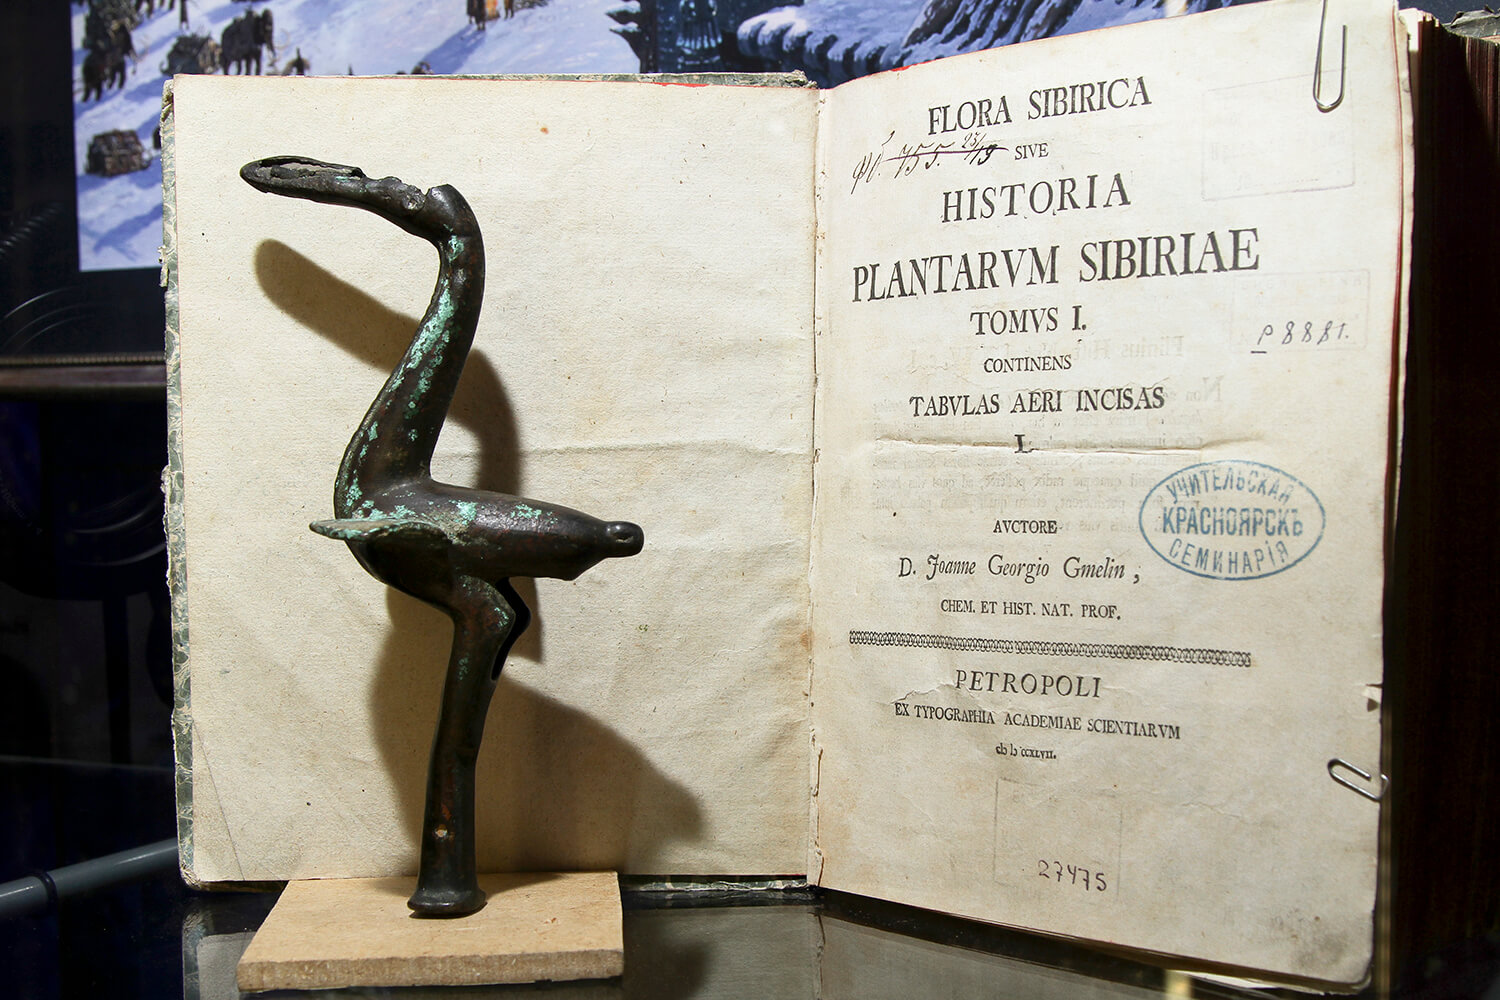 FLORA SIBIRICA
SIVE
HISTORIA
PLANTARVM SIBIRIAE
TOMVS I.
CONTINENS
TABVLAS AERI INCISAS
L
AVCTORE
D. Joanne Georgio Gmelin ,
CHEM. ET HIST. NAT. PROF.
PETROPOLI
EX TYPOGRAPHIA ACADEMIAE SCIENTIARVM
P 8881.
УЧИТЕЛЬСКАЯ
КРАСНОЯРСКЪ
СЕМИНАРІЯ
27475